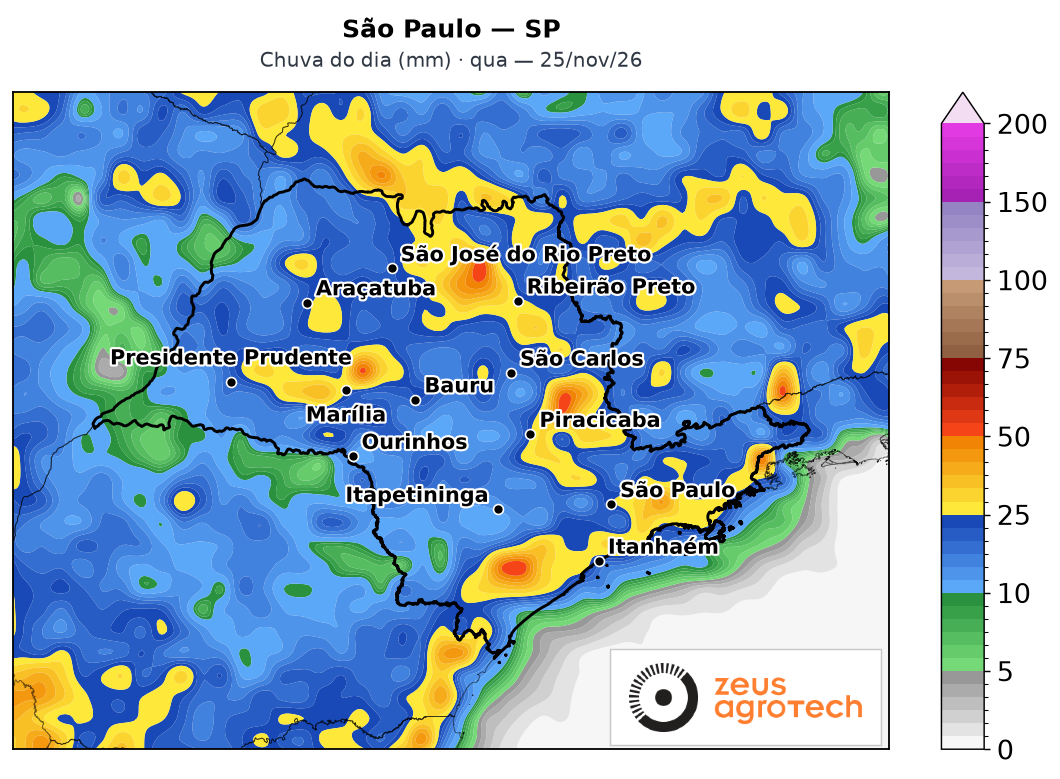 São Paulo — SP
Chuva do dia (mm) · qua — 25/nov/26
São José do Rio Preto
Araçatuba
Ribeirão Preto
Presidente Prudente
São Carlos
Bauru
Marília
Piracicaba
Ourinhos
Itapetininga
São Paulo
Itanhaém
zeus
agrotech
200
150
100
75
50
25
10
5
0